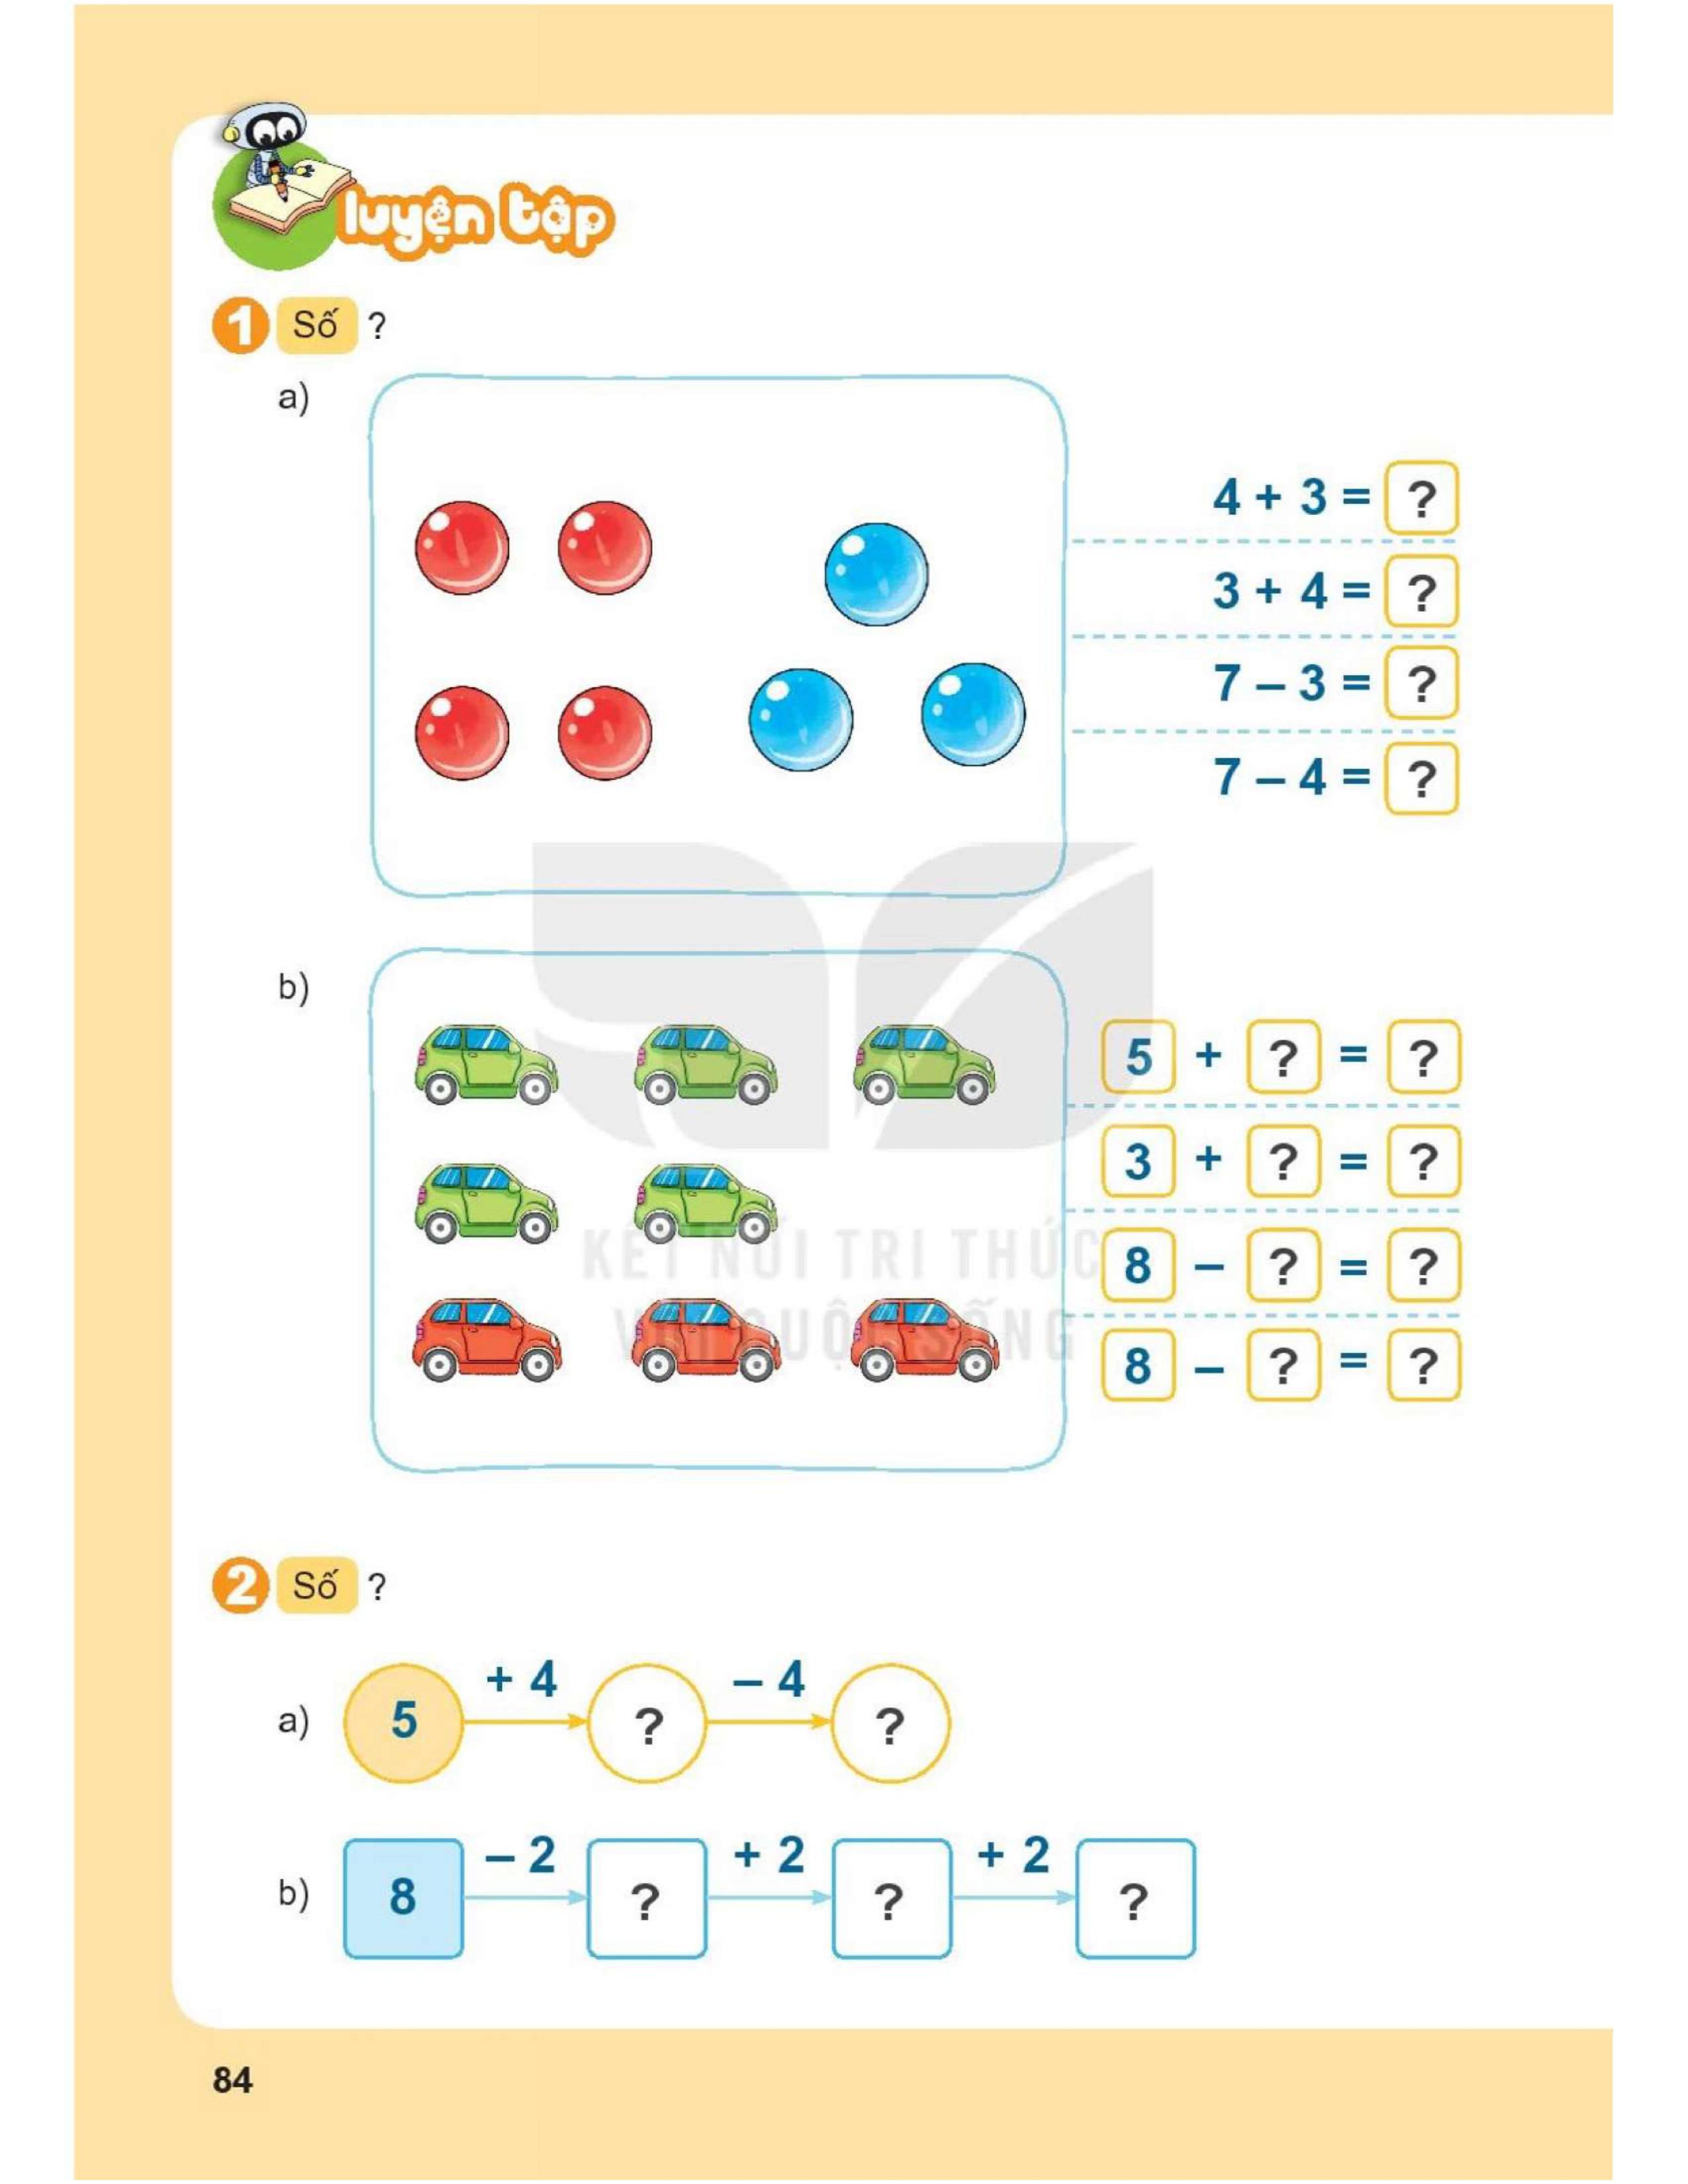 luyện tập
1 Số ?
a)
4 + 3 = ?
3 + 4 = ?
7 – 3 = ?
7 – 4 = ?
b)
5 + ? = ?
3 + ? = ?
8 – ? = ?
8 – ? = ?
KẾT NỐI TRI THỨC
VỚI CUỘC SỐNG
2 Số ?
a) 5 + 4 ? – 4 ?
b) 8 – 2 ? + 2 ? + 2 ?
84